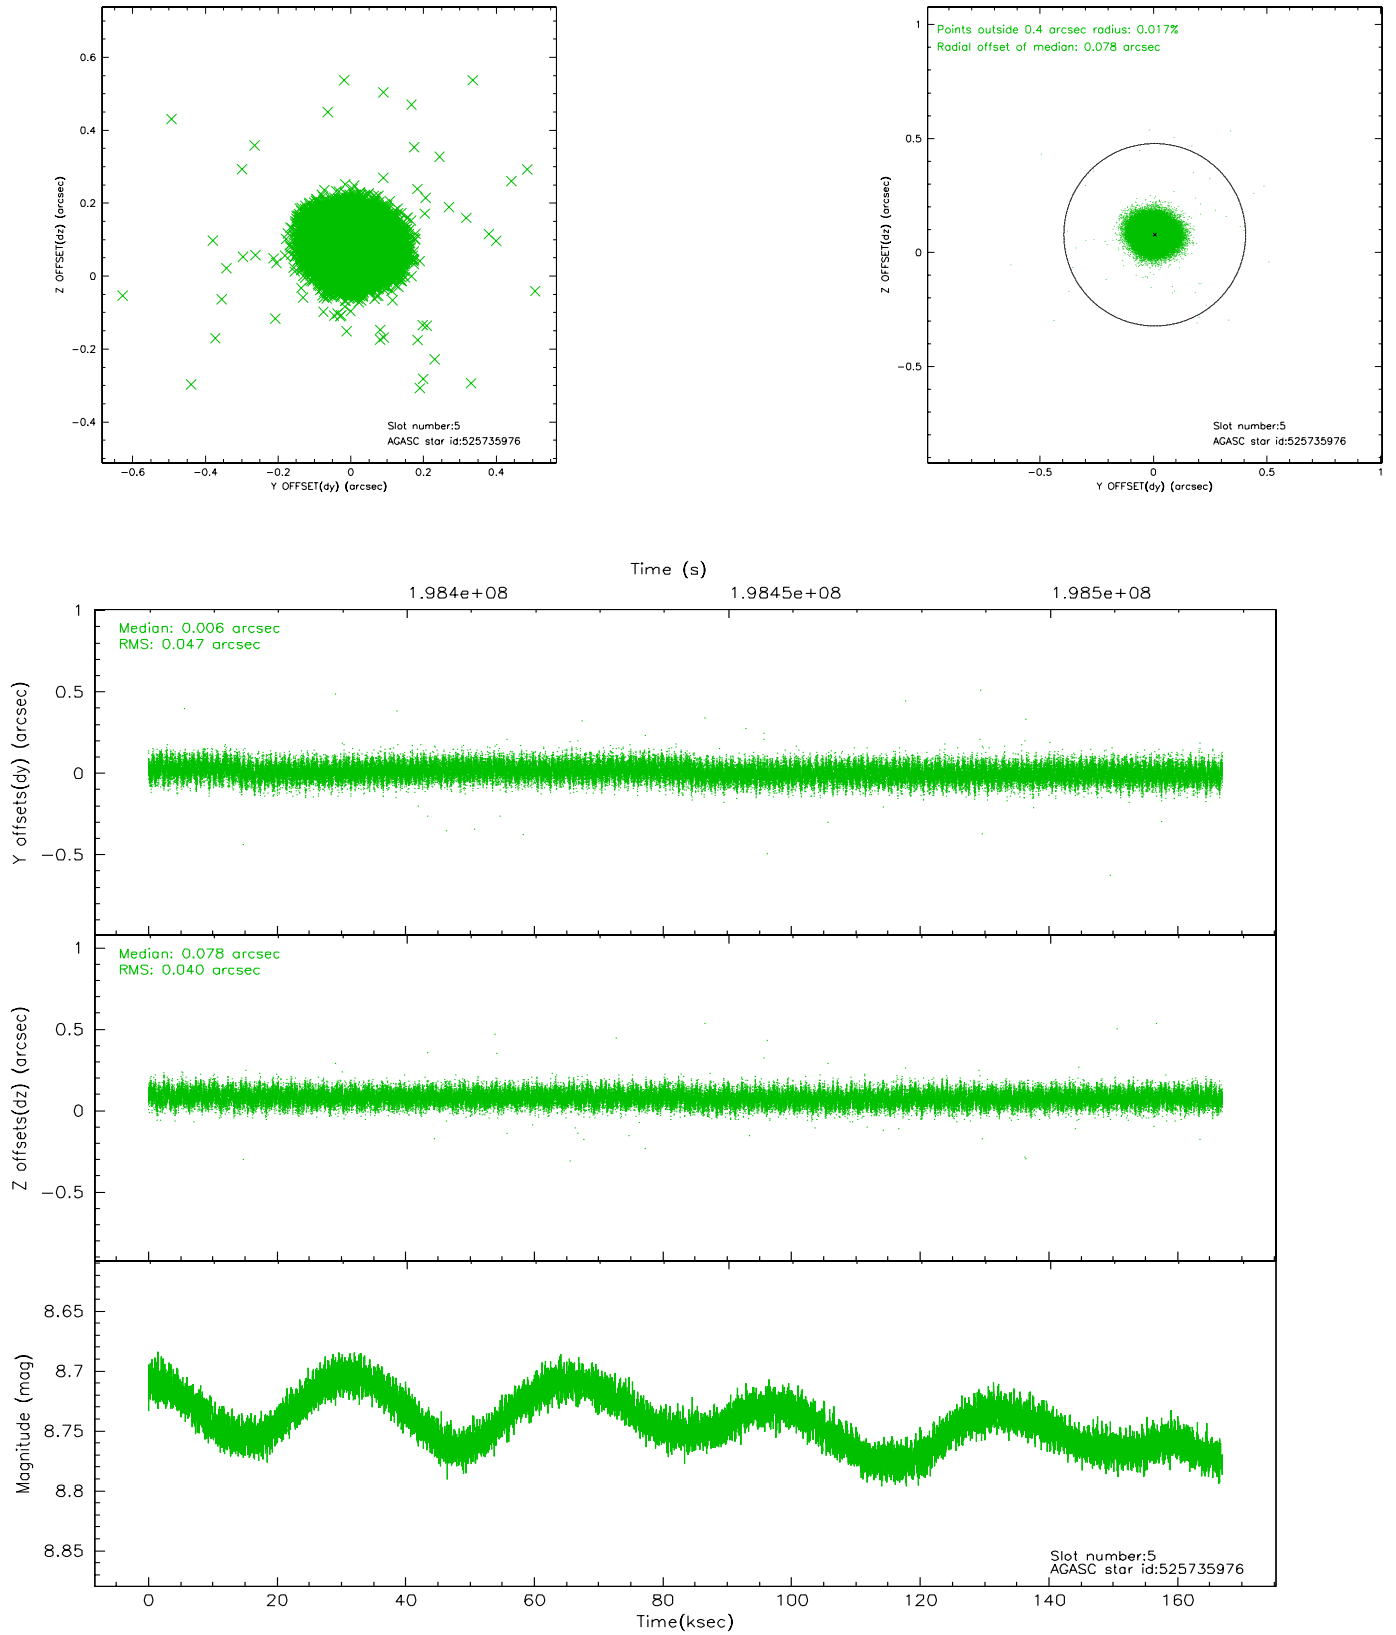 0.6
0.4
0.2
0
−0.2
−0.4
Z OFFSET(dz) (arcsec)
Slot number:5
AGASC star id:525735976
−0.6 −0.4 −0.2 0 0.2 0.4
Y OFFSET(dy) (arcsec)
Points outside 0.4 arcsec radius: 0.017%
Radial offset of median: 0.078 arcsec
1
0.5
0
−0.5
Z OFFSET(dz) (arcsec)
Slot number:5
AGASC star id:525735976
−0.5 0 0.5 1
Y OFFSET(dy) (arcsec)
Time (s)
1.984e+08 1.9845e+08 1.985e+08
Median: 0.006 arcsec
RMS: 0.047 arcsec
1
0.5
0
−0.5
Y offsets(dy) (arcsec)
Median: 0.078 arcsec
RMS: 0.040 arcsec
1
0.5
0
−0.5
Z offsets(dz) (arcsec)
8.65
8.7
8.75
8.8
8.85
Magnitude (mag)
Slot number:5
AGASC star id:525735976
0 20 40 60 80 100 120 140 160
Time(ksec)